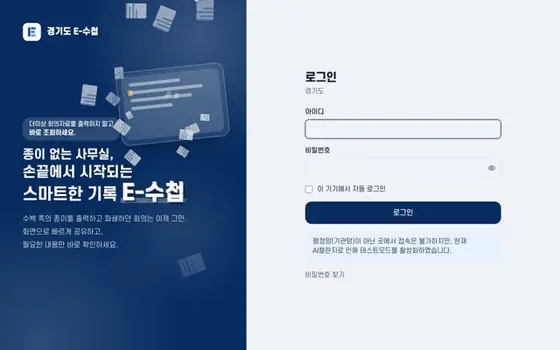 E 경기도 E-수첩
더이상 회의자료를 출력하지 말고
바로 조회하세요.
종이 없는 사무실,
손끝에서 시작되는
스마트한 기록 E-수첩
수백 쪽의 종이를 출력하고 파쇄하던 회의는 이제 그만.
화면으로 빠르게 공유하고,
필요한 내용만 바로 확인하세요.
로그인
경기도
아이디
비밀번호
이 기기에서 자동 로그인
로그인
행정망(기관망)이 아닌 곳에서 접속은 불가하지만, 현재
AI챌린지로 인해 테스트모드를 활성화하였습니다.
비밀번호 찾기